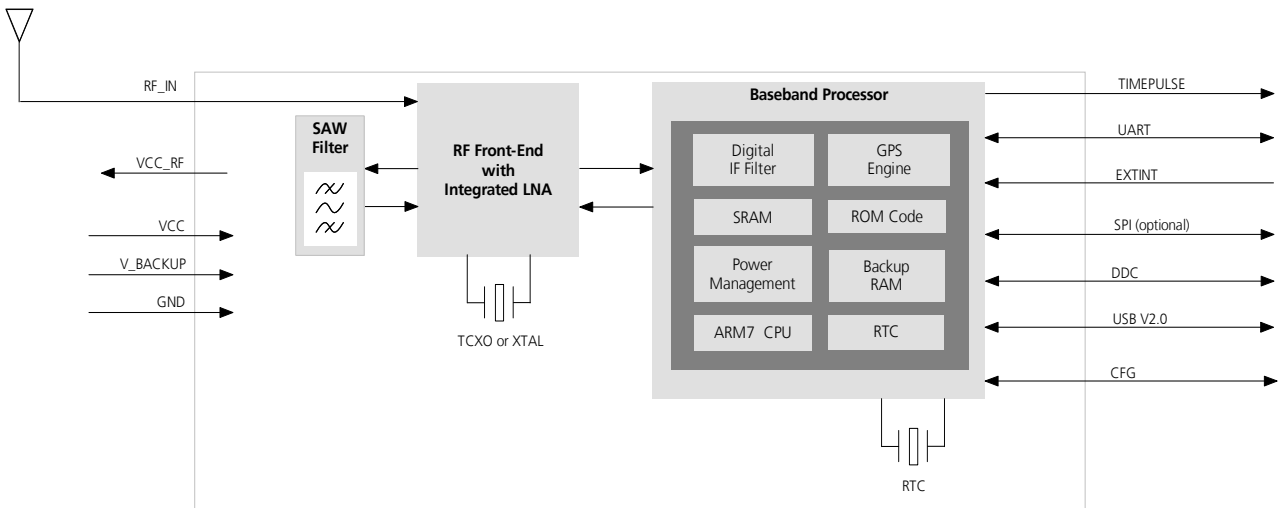 RF_IN
VCC_RF
VCC
V_BACKUP
GND
SAW
Filter
RF Front-End
with
Integrated LNA
TCXO or XTAL
Baseband Processor
Digital
IF Filter
GPS
Engine
SRAM
ROM Code
Power
Management
Backup
RAM
ARM7 CPU
RTC
RTC
TIMEPULSE
UART
EXTINT
SPI (optional)
DDC
USB V2.0
CFG